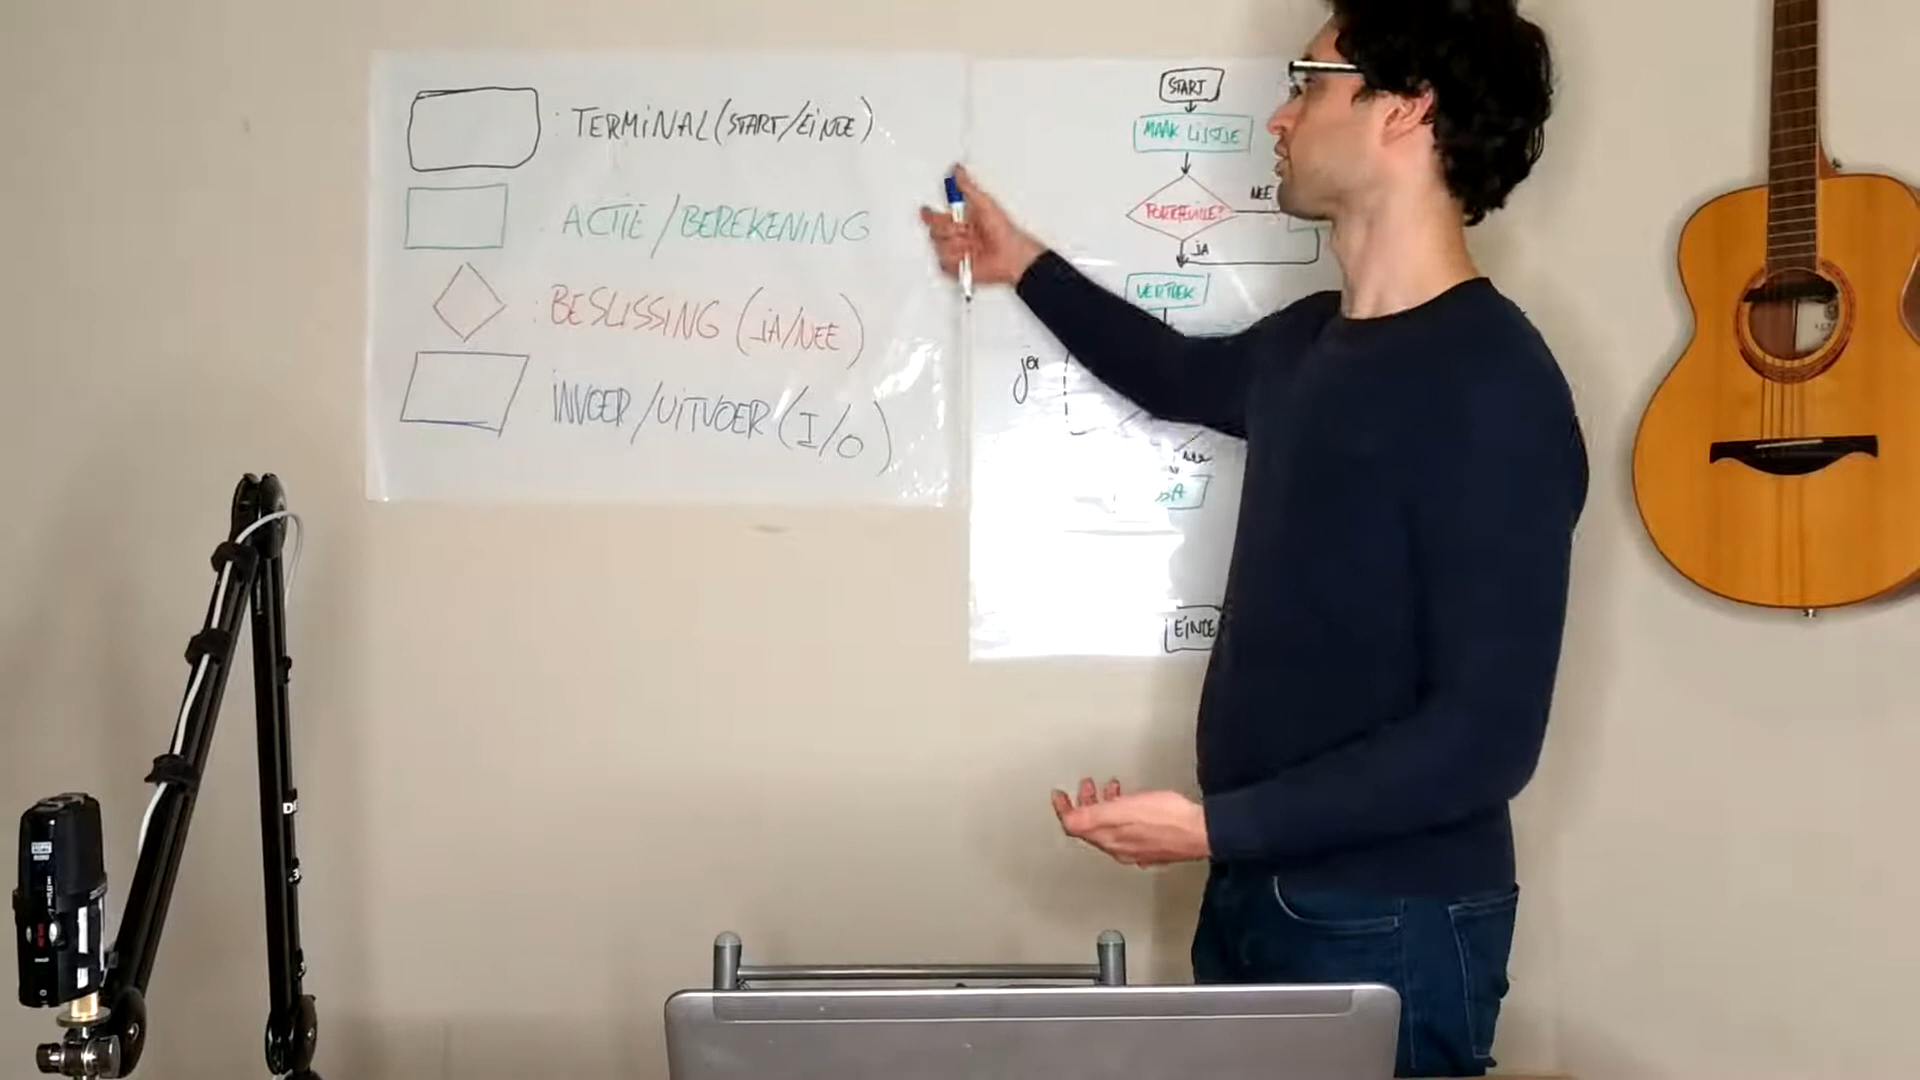 : TERMINAL (START/EINDE)
: ACTIE / BEREKENING
: BESLISSING (JA/NEE)
: INVOER / UITVOER (I/O)
START
MAAK LIJSTJE
PORTEFEUILLE?
NEE
JA
VERTREK
ja
nee
EINDE